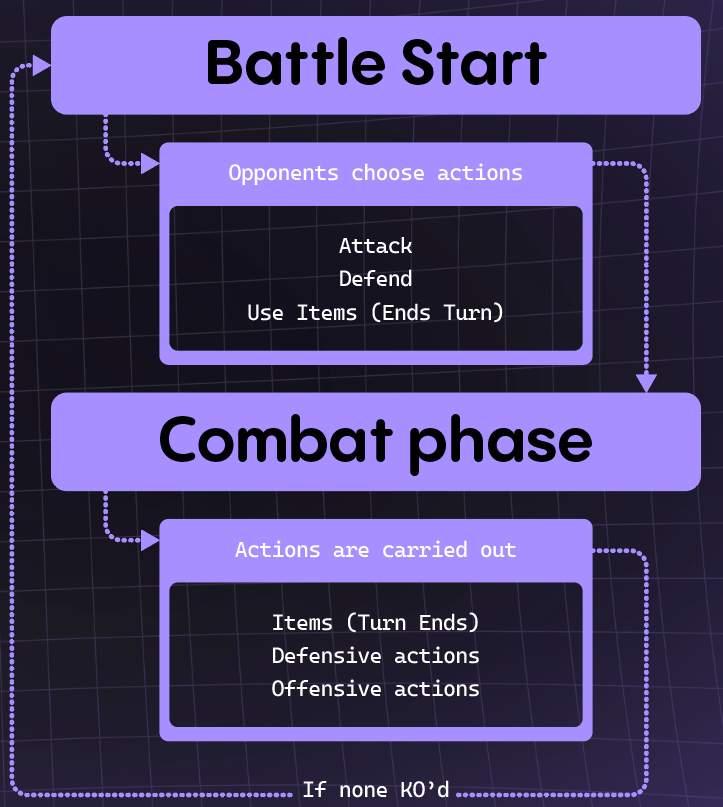 Battle Start
Opponents choose actions
Attack
Defend
Use Items (Ends Turn)
Combat phase
Actions are carried out
Items (Turn Ends)
Defensive actions
Offensive actions
If none KO’d